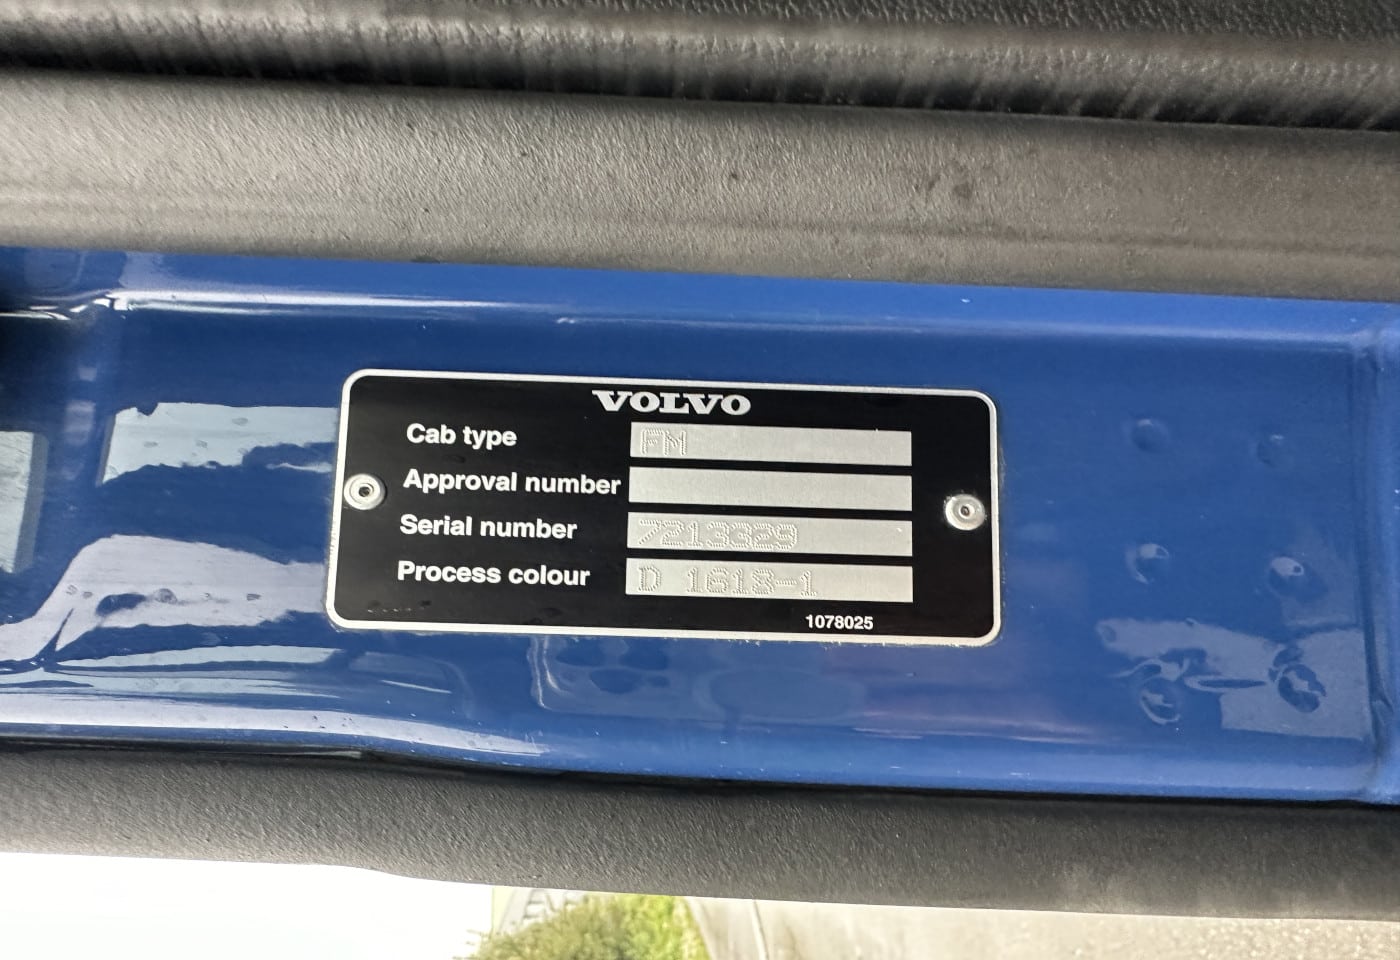 VOLVO
Cab type FM
Approval number
Serial number 7213329
Process colour D 1613-1
1078025